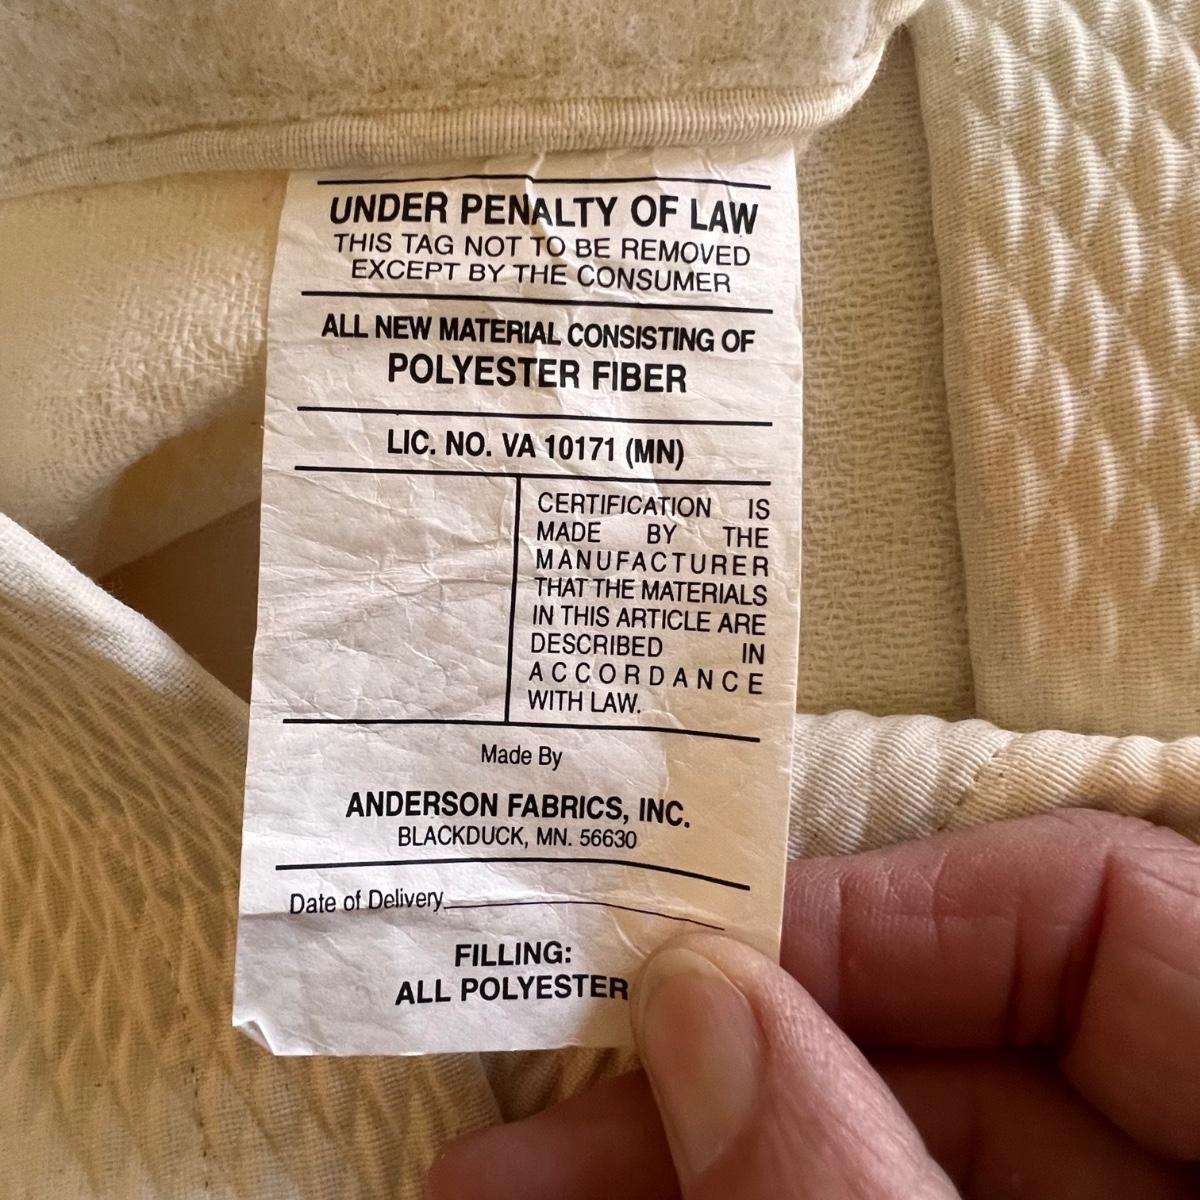 UNDER PENALTY OF LAW
THIS TAG NOT TO BE REMOVED
EXCEPT BY THE CONSUMER
ALL NEW MATERIAL CONSISTING OF
POLYESTER FIBER
LIC. NO. VA 10171 (MN)
CERTIFICATION IS
MADE BY THE
MANUFACTURER
THAT THE MATERIALS
IN THIS ARTICLE ARE
DESCRIBED IN
ACCORDANCE
WITH LAW.
Made By
ANDERSON FABRICS, INC.
BLACKDUCK, MN. 56630
Date of Delivery
FILLING:
ALL POLYESTER